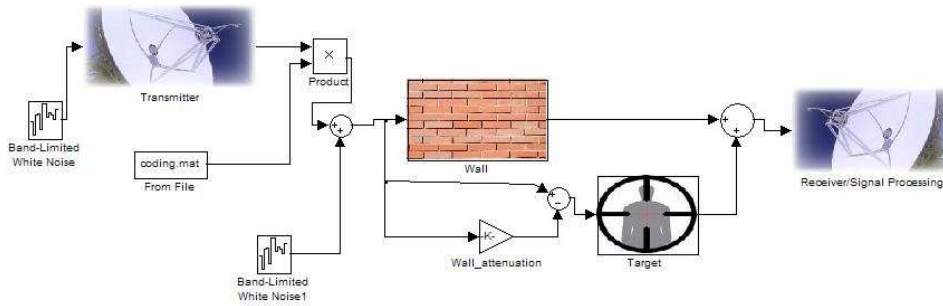 Transmitter
×
Product
Band-Limited
White Noise
coding.mat
From File
Wall
Receiver/Signal Processing
-K-
Wall_attenuation
Target
Band-Limited
White Noise1